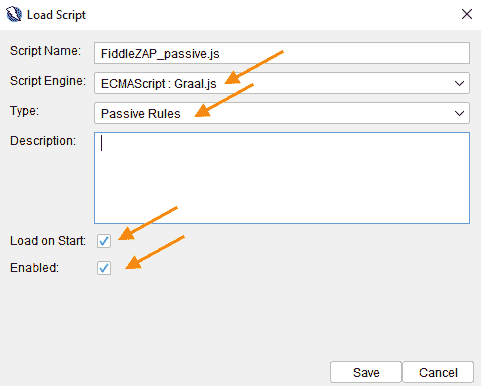 Load Script
Script Name: FiddleZAP_passive.js
Script Engine: ECMAScript : Graal.js
Type: Passive Rules
Description:
Load on Start:
Enabled:
Save Cancel